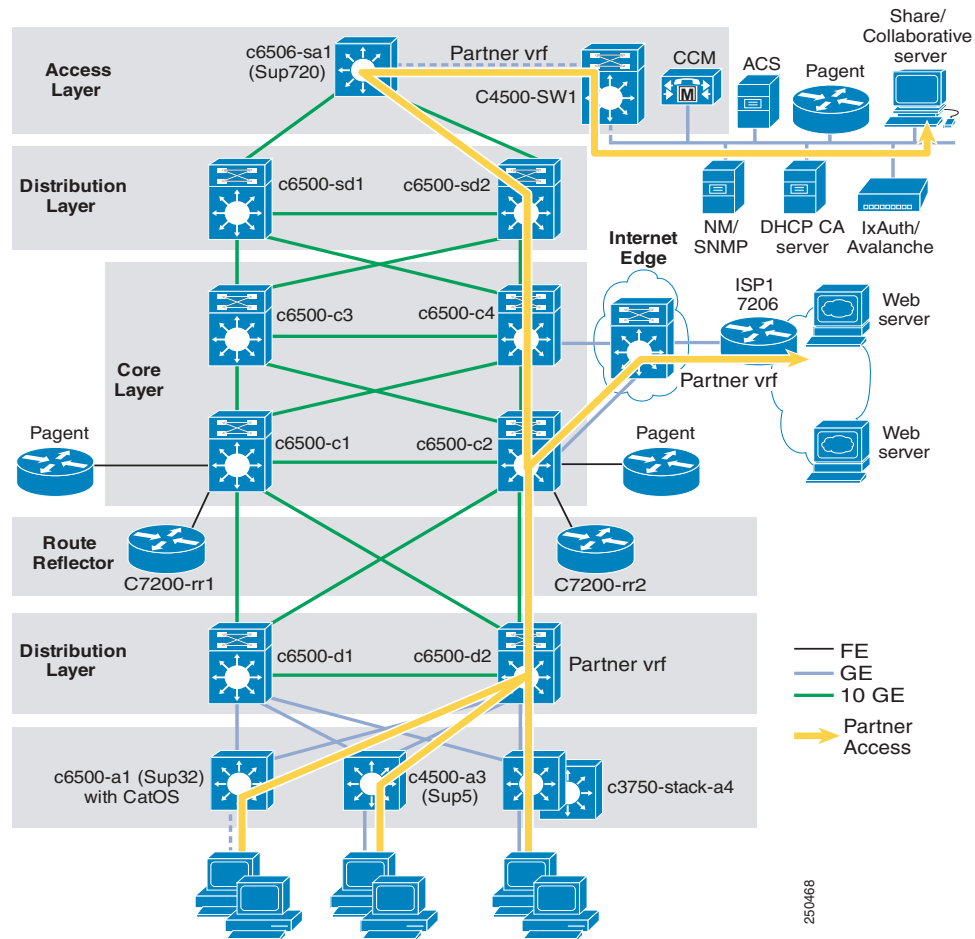 Access
Layer
c6506-sa1
(Sup720)
Partner vrf
C4500-SW1
CCM
M
ACS
Pagent
Share/
Collaborative
server
Distribution
Layer
c6500-sd1
c6500-sd2
NM/
SNMP
DHCP CA
server
IxAuth/
Avalanche
Internet
Edge
ISP1
7206
Web
server
Core
Layer
c6500-c3
c6500-c4
Partner vrf
Pagent
c6500-c1
c6500-c2
Pagent
Web
server
Route
Reflector
C7200-rr1
C7200-rr2
Distribution
Layer
c6500-d1
c6500-d2
Partner vrf
FE
GE
10 GE
Partner
Access
c6500-a1 (Sup32)
with CatOS
c4500-a3
(Sup5)
c3750-stack-a4
250468